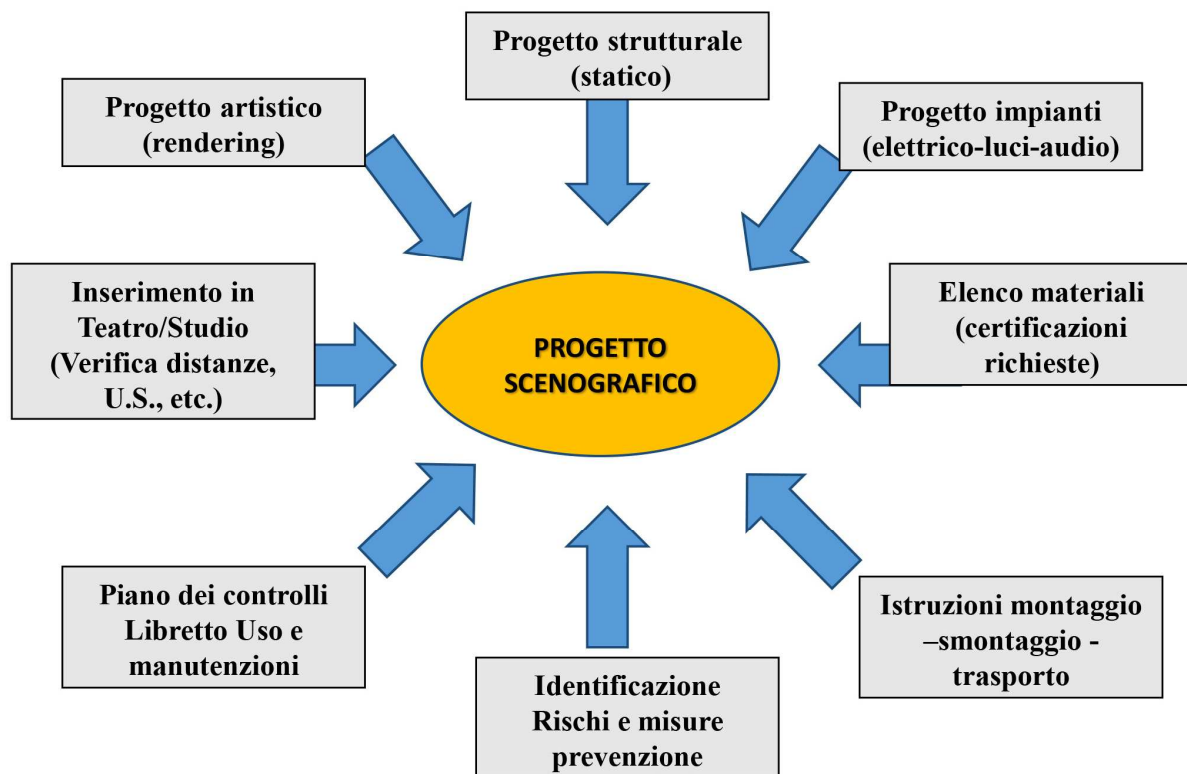 Progetto strutturale
(statico)
Progetto artistico
(rendering)
Progetto impianti
(elettrico-luci-audio)
Inserimento in
Teatro/Studio
(Verifica distanze,
U.S., etc.)
PROGETTO
SCENOGRAFICO
Elenco materiali
(certificazioni
richieste)
Piano dei controlli
Libretto Uso e
manutenzioni
Identificazione
Rischi e misure
prevenzione
Istruzioni montaggio
–smontaggio -
trasporto